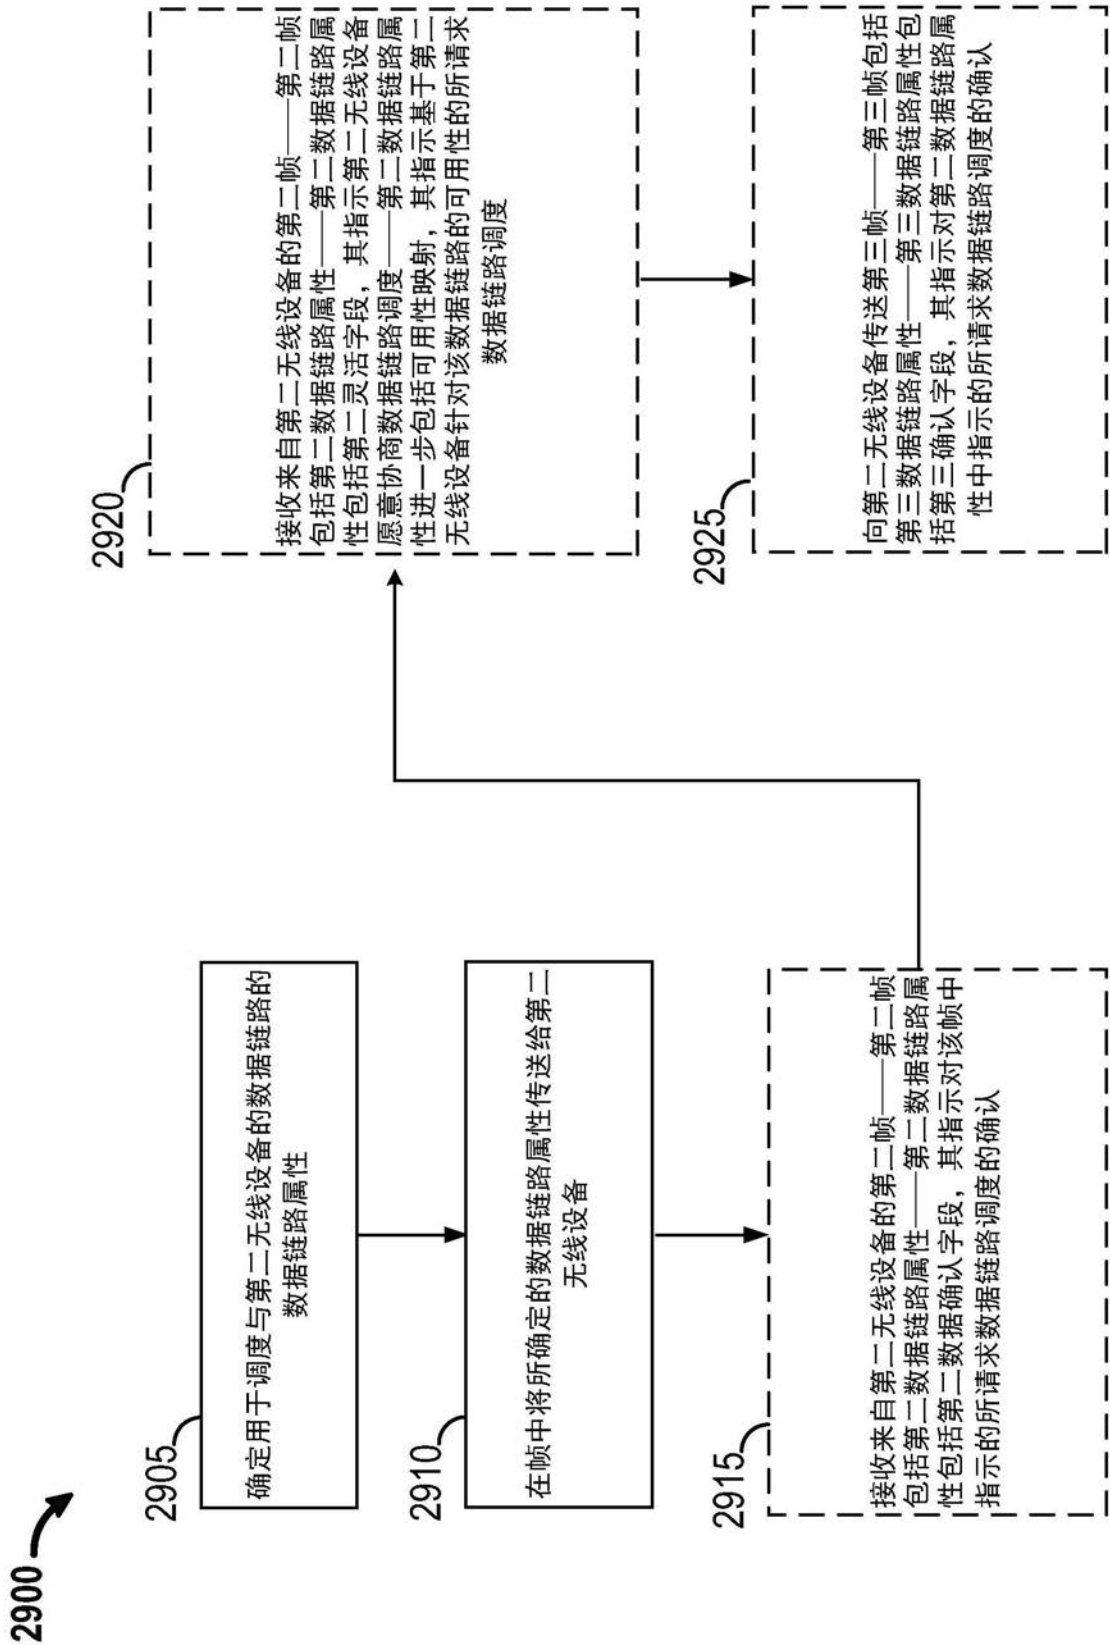 2900
2905
确定用于调度与第二无线设备的数据链路的
数据链路属性
2910
在帧中将所确定的数据链路属性传送给第二
无线设备
2915
接收来自第二无线设备的第二帧——第二帧
包括第二数据链路属性——第二数据链路属
性包括第二数据确认字段，其指示对该帧中
指示的所请求数据链路调度的确认
2920
接收来自第二无线设备的第二帧——第二帧
包括第二数据链路属性——第二数据链路属
性包括第二灵活字段，其指示第二无线设备
愿意协商数据链路调度——第二数据链路属
性进一步包括可用性映射，其指示基于第二
无线设备针对该数据链路的可用性的所请求
数据链路调度
2925
向第二无线设备传送第三帧——第三帧包括
第三数据链路属性——第三数据链路属性包
括第三确认字段，其指示对第二数据链路属
性中指示的所请求数据链路调度的确认